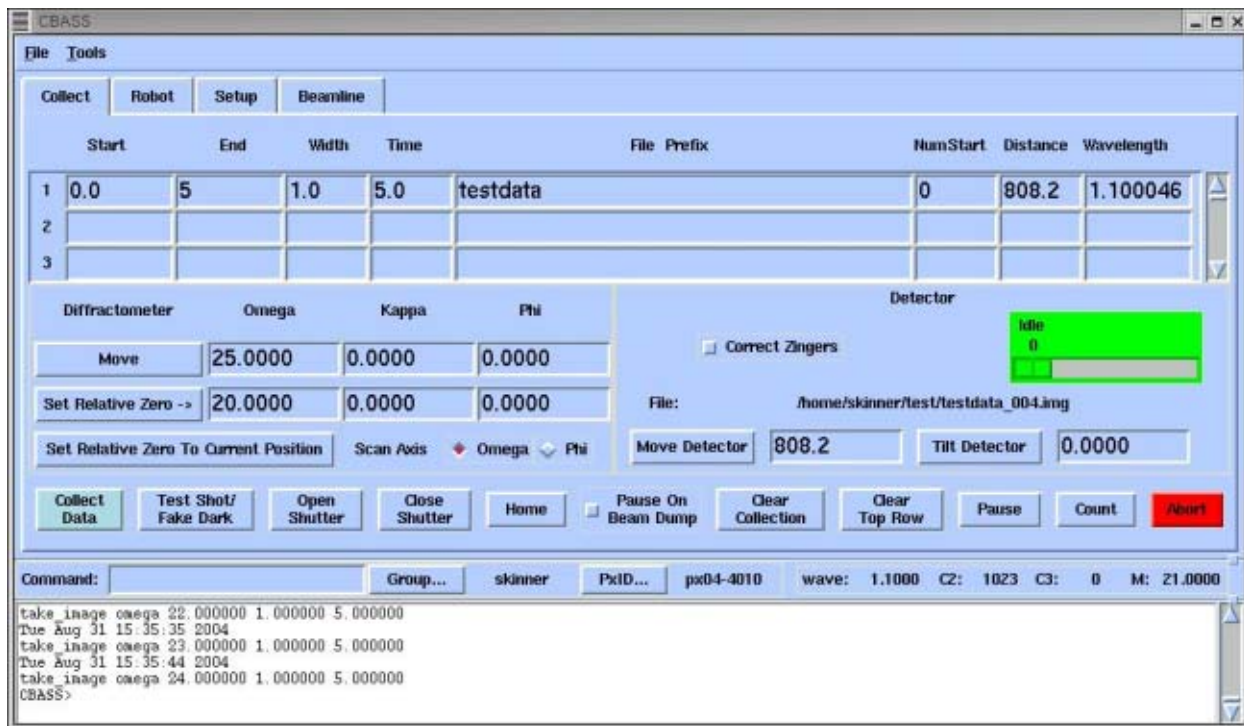 CBASS
File Tools
Collect Robot Setup Beamline
Start End Width Time File Prefix NumStart Distance Wavelength
1 0.0 5 1.0 5.0 testdata 0 808.2 1.100046
2
3
Diffractometer Omega Kappa Phi
Move 25.0000 0.0000 0.0000
Set Relative Zero -> 20.0000 0.0000 0.0000
Set Relative Zero To Current Position Scan Axis Omega Phi
Detector
Idle
0
Correct Zingers
File: /home/skinner/test/testdata_004.img
Move Detector 808.2 Tilt Detector 0.0000
Collect Data
Test Shot/ Fake Dark
Open Shutter
Close Shutter
Home
Pause On Beam Dump
Clear Collection
Clear Top Row
Pause
Count
Abort
Command: Group... skinner PxID... px04-4010 wave: 1.1000 C2: 1023 C3: 0 M: 21.0000
take_image omega 22.000000 1.000000 5.000000
Tue Aug 31 15:35:35 2004
take_image omega 23.000000 1.000000 5.000000
Tue Aug 31 15:35:44 2004
take_image omega 24.000000 1.000000 5.000000
CBASS>